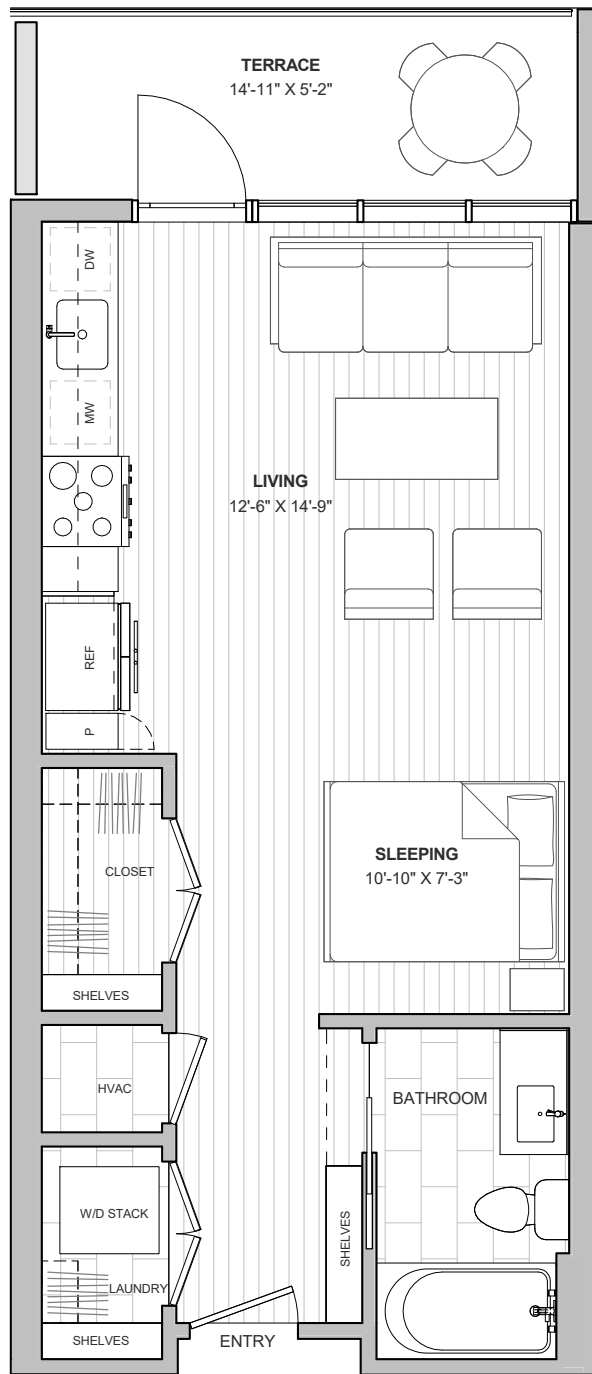 TERRACE
14'-11" X 5'-2"
DW
MW
LIVING
12'-6" X 14'-9"
REF
P
CLOSET
SLEEPING
10'-10" X 7'-3"
SHELVES
HVAC
BATHROOM
W/D STACK
SHELVES
LAUNDRY
SHELVES
ENTRY